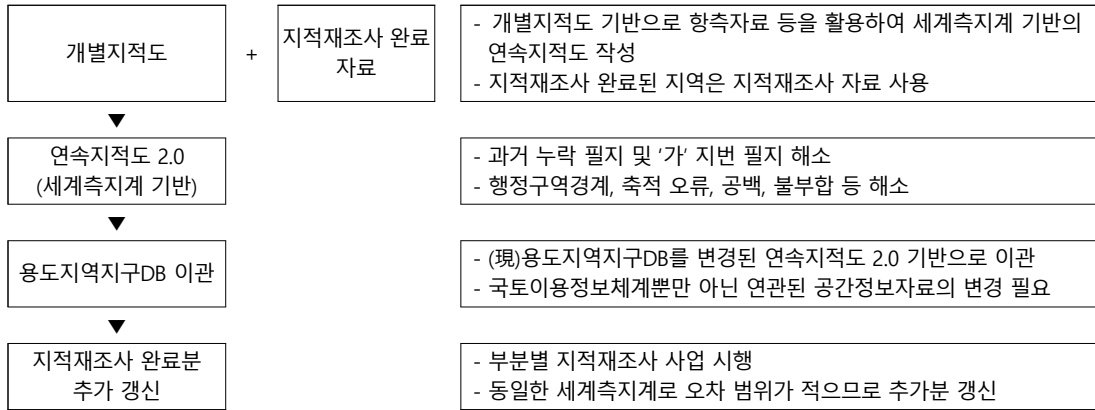 개별지적도
+
지적재조사 완료
자료
- 개별지적도 기반으로 항측자료 등을 활용하여 세계측지계 기반의
연속지적도 작성
- 지적재조사 완료된 지역은 지적재조사 자료 사용
▼
연속지적도 2.0
(세계측지계 기반)
- 과거 누락 필지 및 ‘가’ 지번 필지 해소
- 행정구역경계, 축적 오류, 공백, 불부합 등 해소
▼
용도지역지구DB 이관
- (現)용도지역지구DB를 변경된 연속지적도 2.0 기반으로 이관
- 국토이용정보체계뿐만 아닌 연관된 공간정보자료의 변경 필요
▼
지적재조사 완료분
추가 갱신
- 부분별 지적재조사 사업 시행
- 동일한 세계측지계로 오차 범위가 적으므로 추가분 갱신